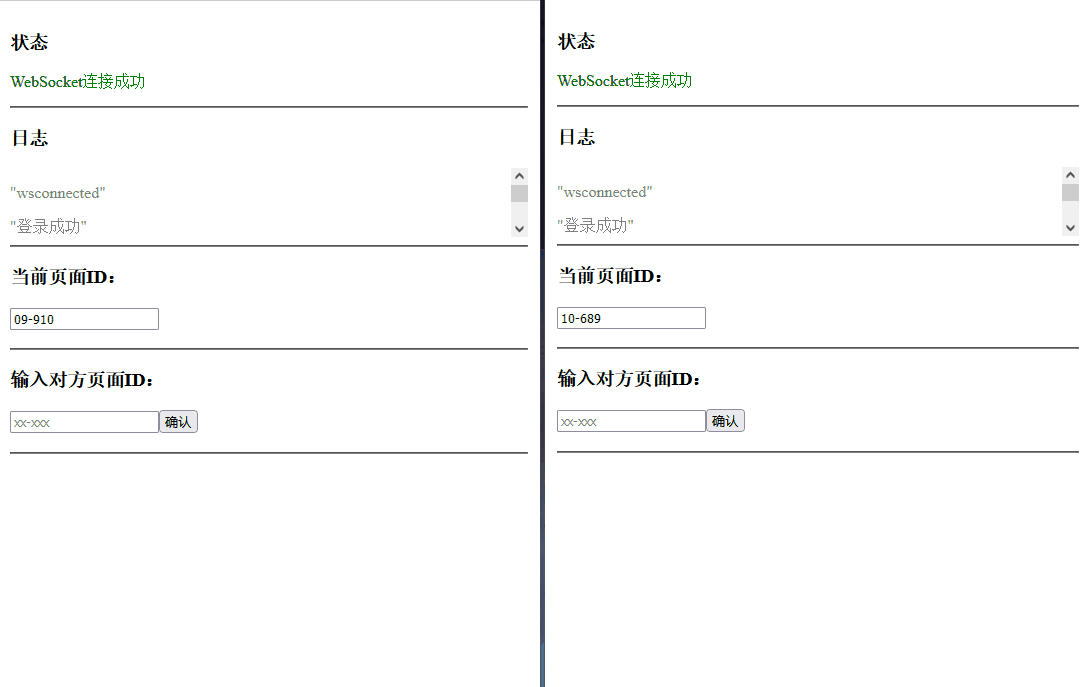 状态
WebSocket连接成功
日志
"wsconnected"
"登录成功"
当前页面ID：
09-910
输入对方页面ID：
xx-xxx 确认
状态
WebSocket连接成功
日志
"wsconnected"
"登录成功"
当前页面ID：
10-689
输入对方页面ID：
xx-xxx 确认